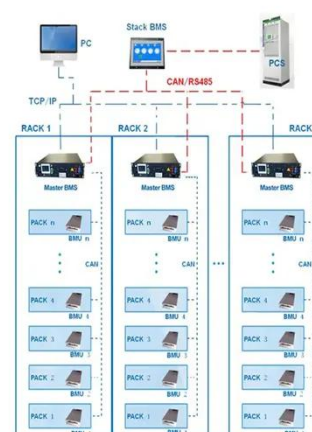 Stack BMS
PC
PCS
CAN/RS485
TCP/IP
RACK 1
RACK 2
RACK
Master BMS
Master BMS
Master BMS
PACK n
BMU n
PACK n
BMU n
PACK n
BMU n
CAN
CAN
CAN
PACK 4
BMU 4
PACK 4
BMU 4
PACK 4
BMU 4
PACK 3
BMU 3
PACK 3
BMU 3
PACK 3
BMU 3
PACK 2
BMU 2
PACK 2
BMU 2
PACK 2
BMU 2
PACK 1
PACK 1
PACK 1